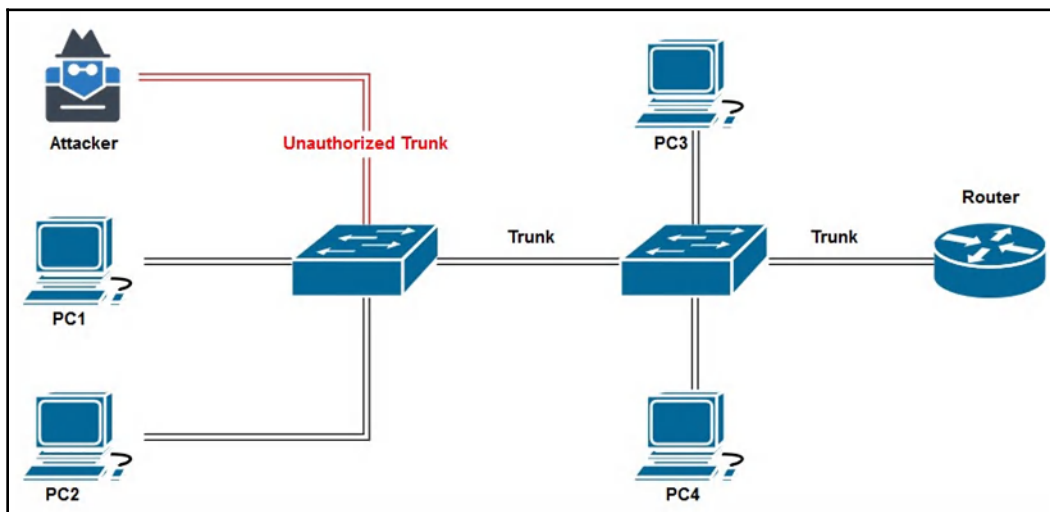 Attacker
Unauthorized Trunk
PC3
Router
PC1
Trunk
Trunk
PC2
PC4